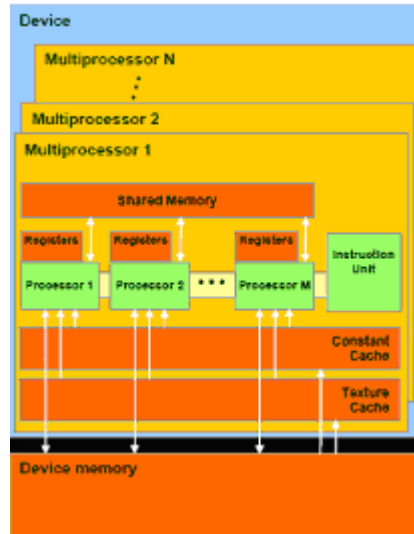 Device
Multiprocessor N
Multiprocessor 2
Multiprocessor 1
Shared Memory
Registers
Registers
Registers
Processor 1
Processor 2
•••
Processor M
Instruction
Unit
Constant
Cache
Texture
Cache
Device memory